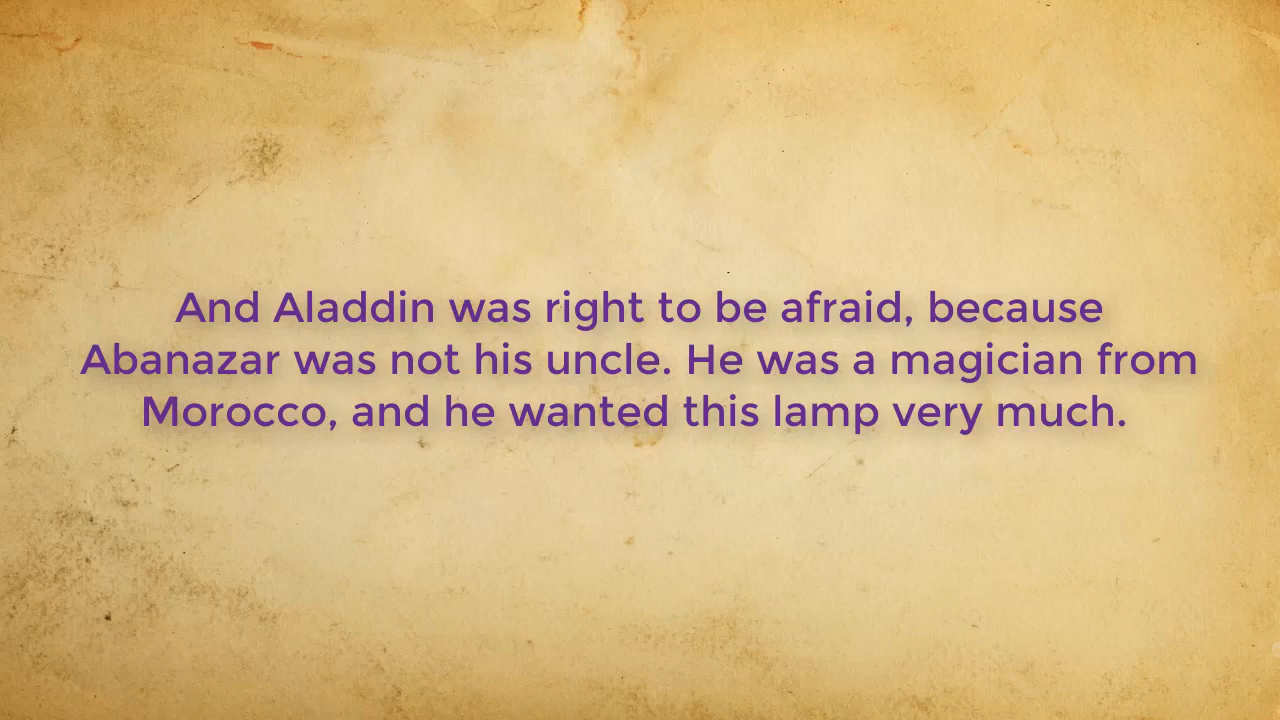 And Aladdin was right to be afraid, because
Abanazar was not his uncle. He was a magician from
Morocco, and he wanted this lamp very much.